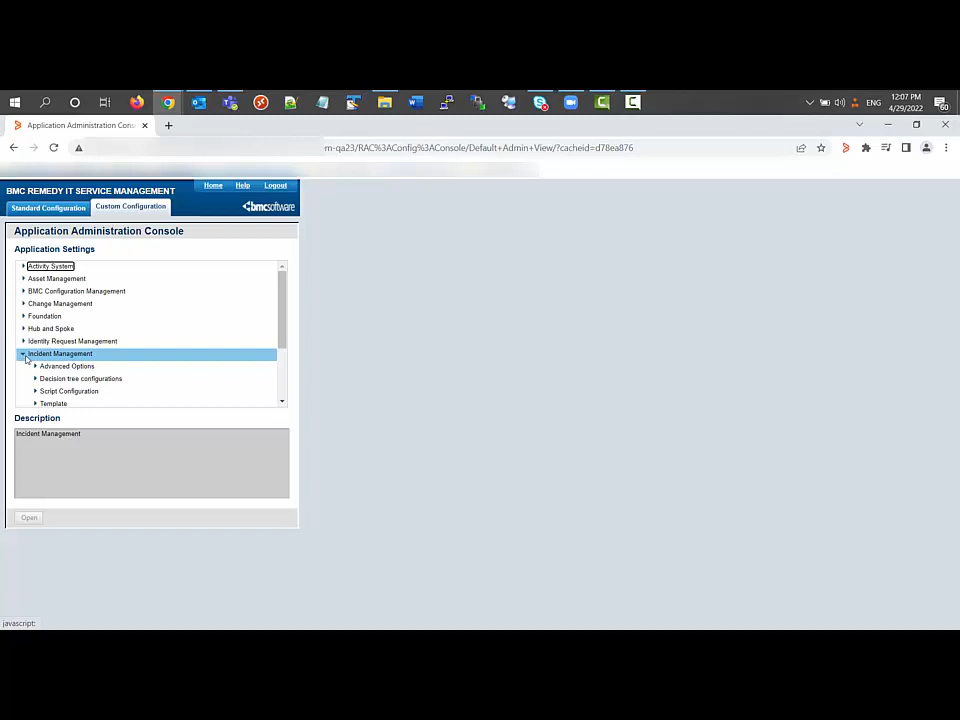 ENG
12:07 PM
4/29/2022
60
Application Administration Cons
m-qa23/RAC%3AConfig%3AConsole/Default+Admin+View/?cacheid=d78ea876
BMC REMEDY IT SERVICE MANAGEMENT
Home Help Logout
Standard Configuration Custom Configuration
bmcsoftware
Application Administration Console
Application Settings
Activity System
Asset Management
BMC Configuration Management
Change Management
Foundation
Hub and Spoke
Identity Request Management
Incident Management
Advanced Options
Decision tree configurations
Script Configuration
Template
Description
Incident Management
Open
javascript: